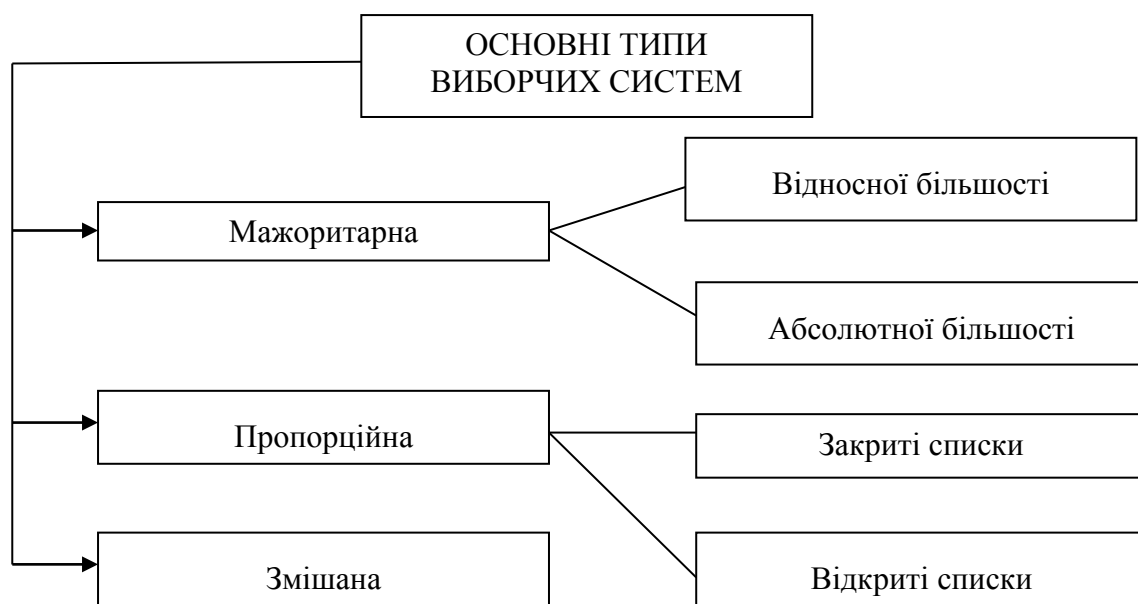 ОСНОВНІ ТИПИ
ВИБОРЧИХ СИСТЕМ
Мажоритарна
Відносної більшості
Абсолютної більшості
Пропорційна
Закриті списки
Відкриті списки
Змішана